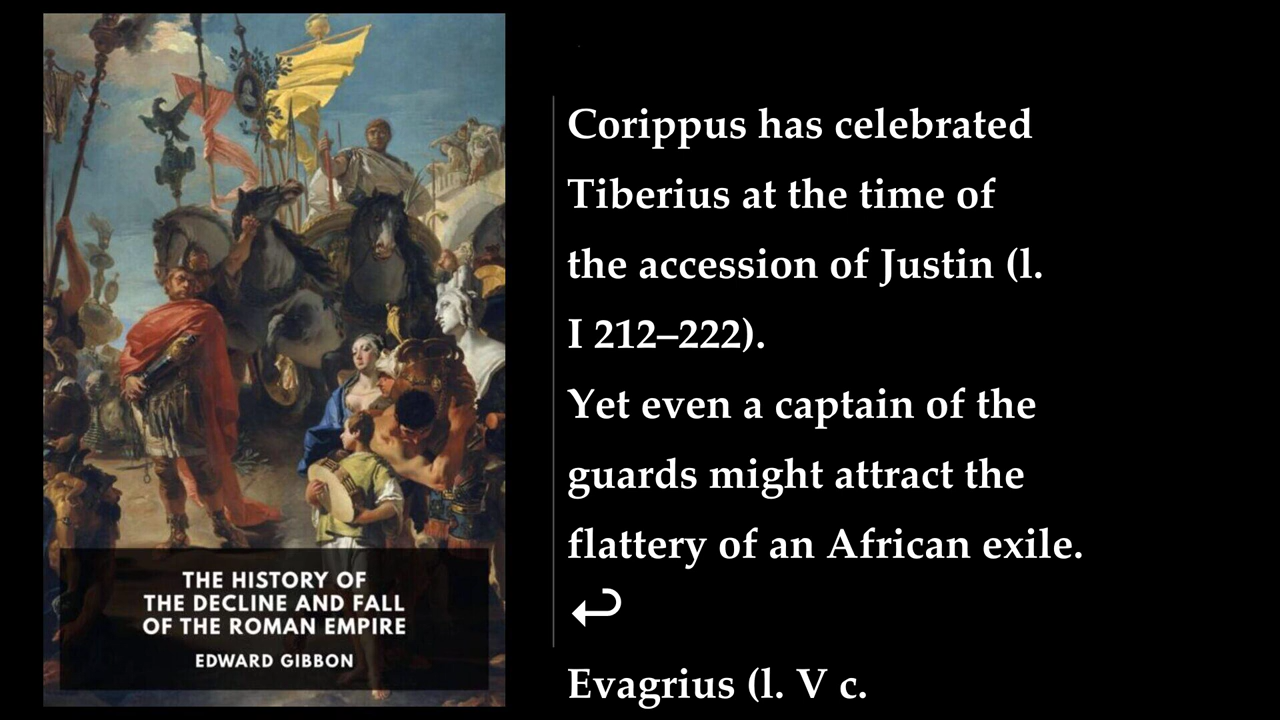 THE HISTORY OF
THE DECLINE AND FALL
OF THE ROMAN EMPIRE
EDWARD GIBBON
Corippus has celebrated
Tiberius at the time of
the accession of Justin (l.
I 212–222).
Yet even a captain of the
guards might attract the
flattery of an African exile.
↩
Evagrius (l. V c.